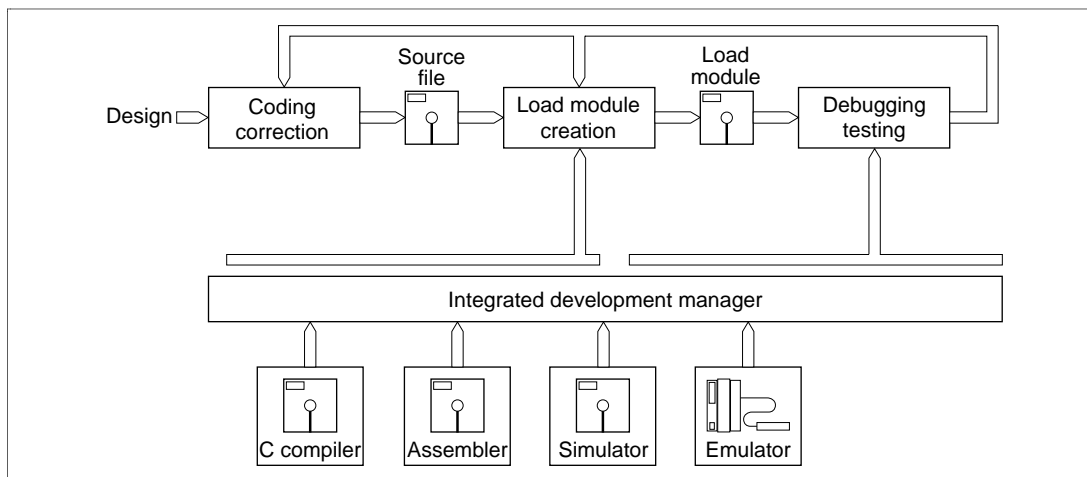 Source
file
Load
module
Design
Coding
correction
Load module
creation
Debugging
testing
Integrated development manager
C compiler
Assembler
Simulator
Emulator